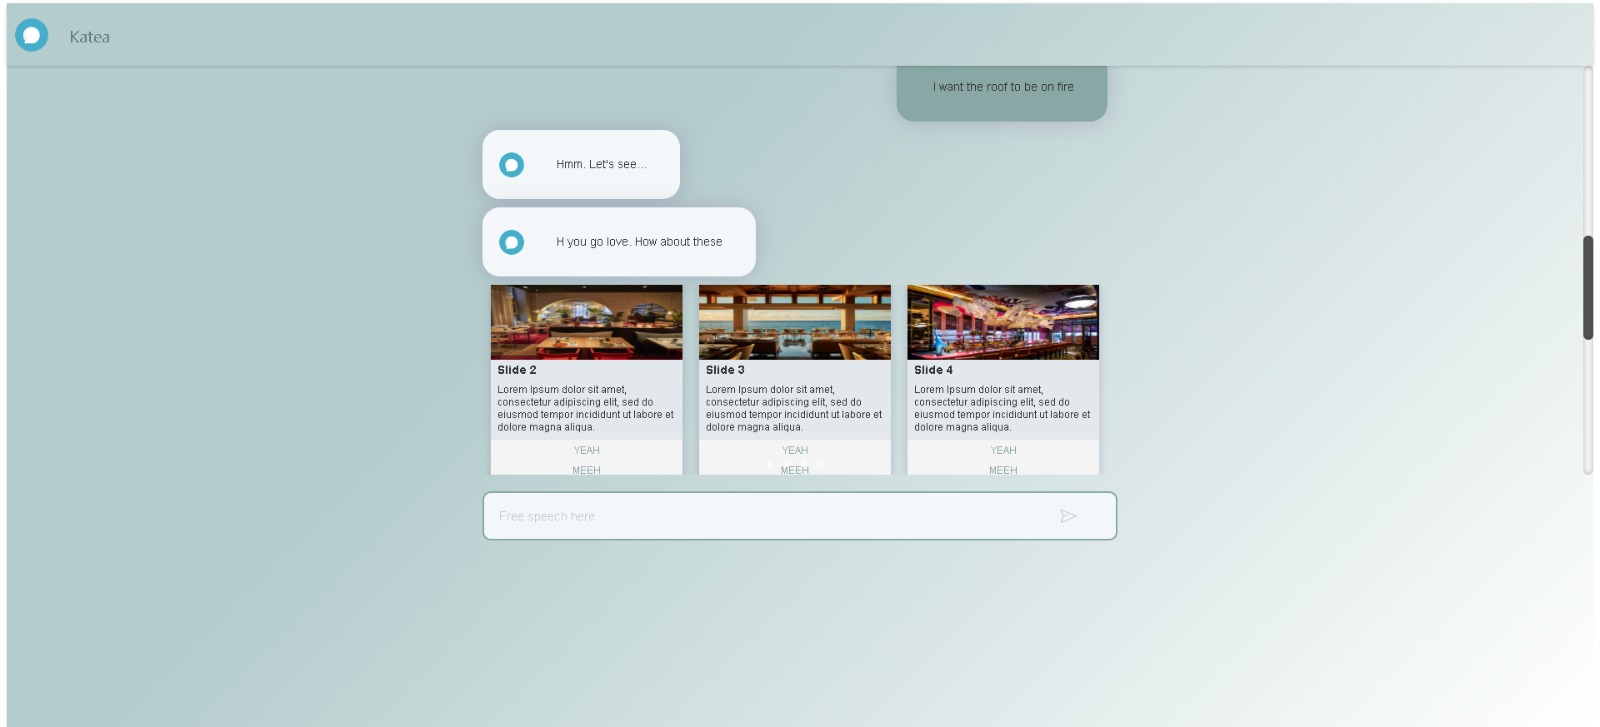 Katea
I want the roof to be on fire
Hmm. Let's see...
H you go love. How about these
Slide 2
Lorem Ipsum dolor sit amet,
consectetur adipiscing elit, sed do
eiusmod tempor incididunt ut labore et
dolore magna aliqua.
YEAH
MEEH
Slide 3
Lorem Ipsum dolor sit amet,
consectetur adipiscing elit, sed do
eiusmod tempor incididunt ut labore et
dolore magna aliqua.
YEAH
MEEH
Slide 4
Lorem Ipsum dolor sit amet,
consectetur adipiscing elit, sed do
eiusmod tempor incididunt ut labore et
dolore magna aliqua.
YEAH
MEEH
Free speech here